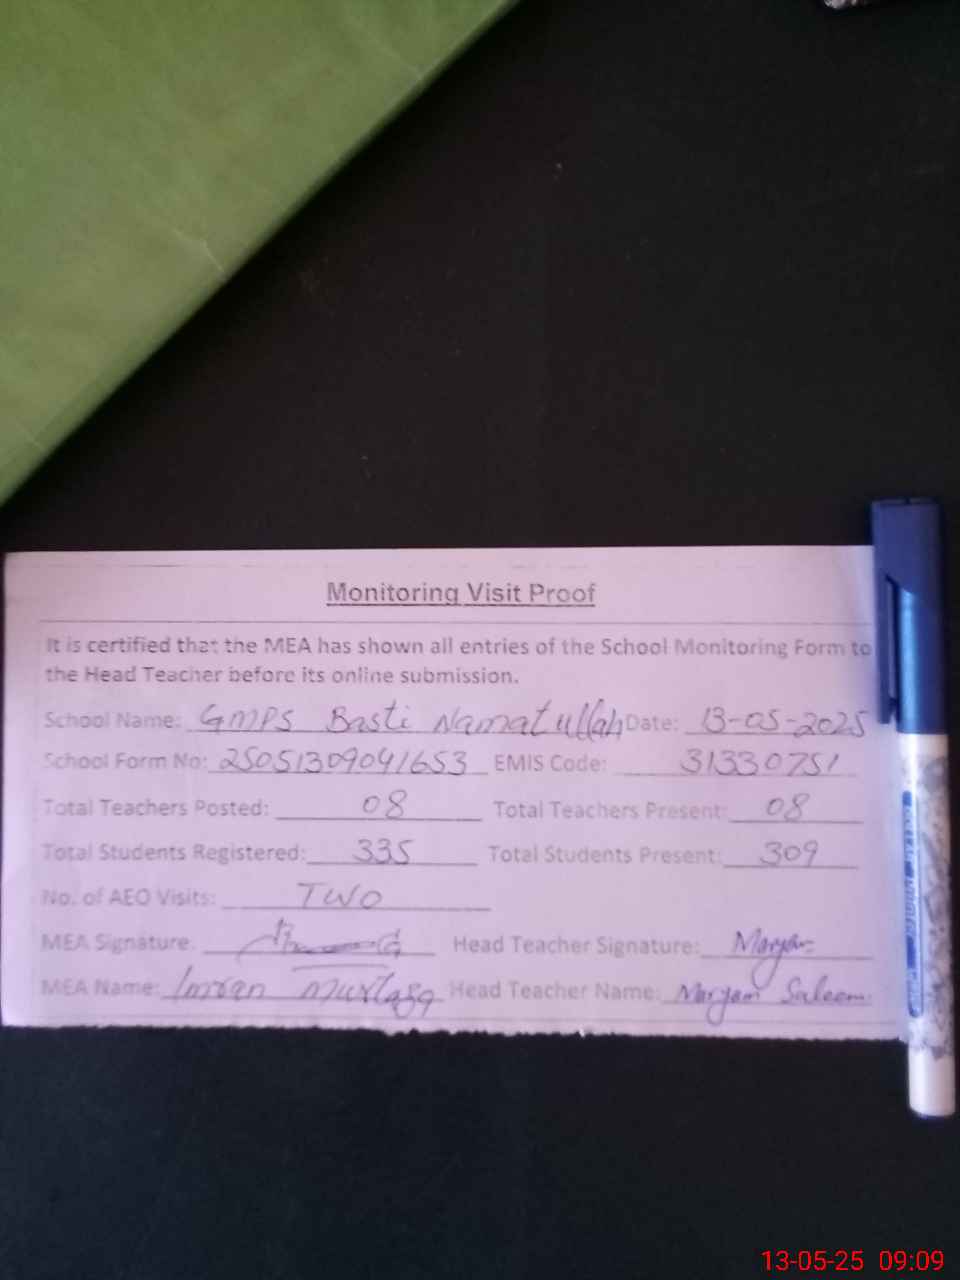 Monitoring Visit Proof
It is certified that the MEA has shown all entries of the School Monitoring Form to
the Head Teacher before its online submission.
School Name: GMPS Basti Namatullah Date: 13-05-2025
School Form No: 25051309041653 EMIS Code: 31330751
Total Teachers Posted: 08 Total Teachers Present: 08
Total Students Registered: 335 Total Students Present: 309
No. of AEO Visits: TWO
MEA Signature: Head Teacher Signature: Maryam
MEA Name: Imran Murtaza Head Teacher Name: Maryam Saleem
13-05-25 09:09